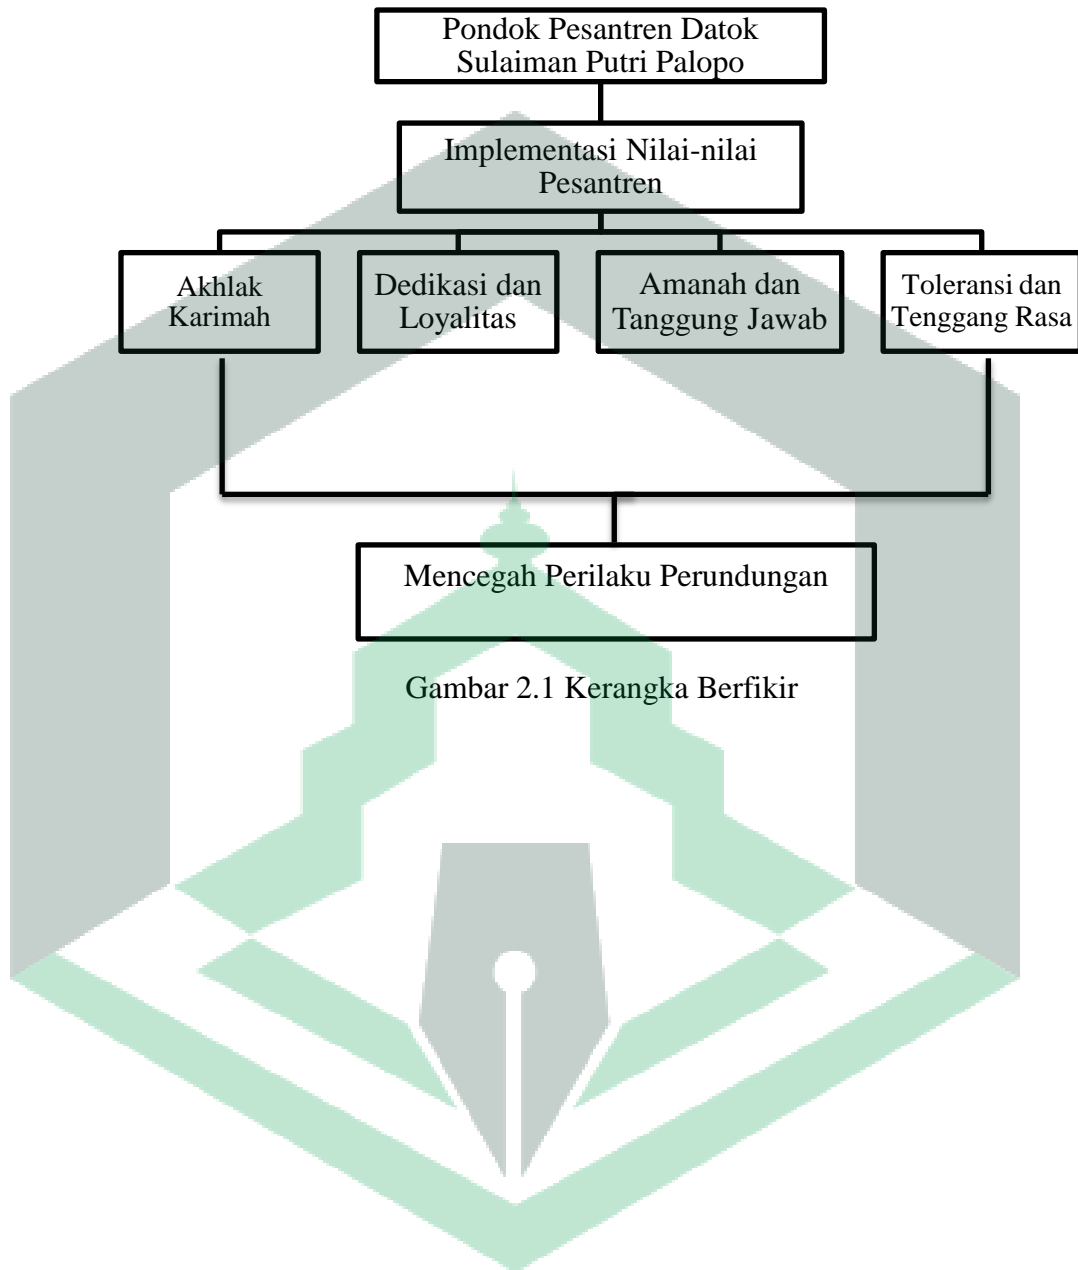 Pondok Pesantren Datok
Sulaiman Putri Palopo
Implementasi Nilai-nilai
Pesantren
Akhlak
Karimah
Dedikasi dan
Loyalitas
Amanah dan
Tanggung Jawab
Toleransi dan
Tenggang Rasa
Mencegah Perilaku Perundungan
Gambar 2.1 Kerangka Berfikir